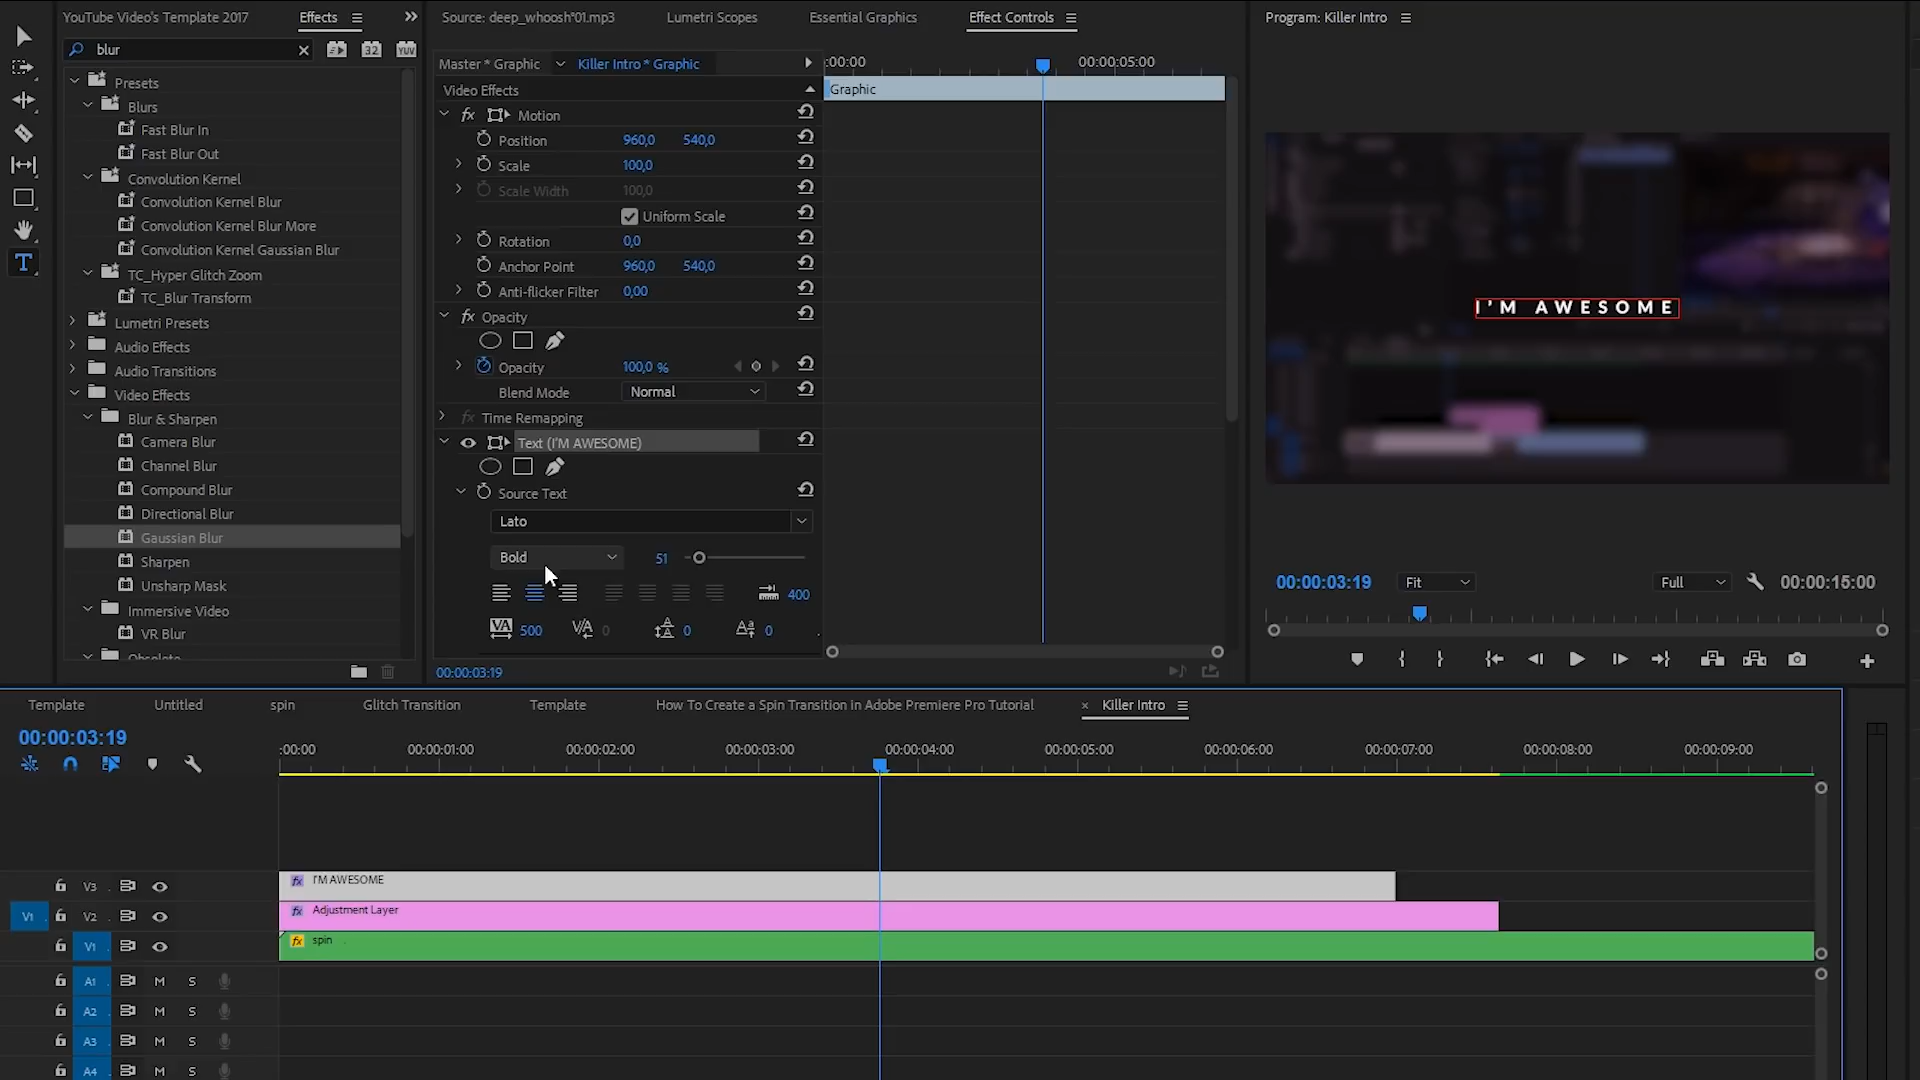 YouTube Video's Template 2017
Effects
Source: deep_whoosh°01.mp3
Lumetri Scopes
Essential Graphics
Effect Controls
Program: Killer Intro
blur
32
YUV
Presets
Blurs
Fast Blur In
Fast Blur Out
Convolution Kernel
Convolution Kernel Blur
Convolution Kernel Blur More
Convolution Kernel Gaussian Blur
TC_Hyper Glitch Zoom
TC_Blur Transform
Lumetri Presets
Audio Effects
Audio Transitions
Video Effects
Blur & Sharpen
Camera Blur
Channel Blur
Compound Blur
Directional Blur
Gaussian Blur
Sharpen
Unsharp Mask
Immersive Video
VR Blur
Obsolete
Master * Graphic
Killer Intro * Graphic
:00:00
00:00:05:00
Video Effects
Graphic
fx Motion
Position 960,0 540,0
Scale 100,0
Scale Width 100,0
Uniform Scale
Rotation 0,0
Anchor Point 960,0 540,0
Anti-flicker Filter 0,00
fx Opacity
Opacity 100,0 %
Blend Mode Normal
fx Time Remapping
Text (I'M AWESOME)
Source Text
Lato
Bold 51
400
500 0 0 0
00:00:03:19
I'M AWESOME
00:00:03:19 Fit Full 00:00:15:00
Template
Untitled
spin
Glitch Transition
Template
How To Create a Spin Transition in Adobe Premiere Pro Tutorial
× Killer Intro
00:00:03:19
:00:00 00:00:01:00 00:00:02:00 00:00:03:00 00:00:04:00 00:00:05:00 00:00:06:00 00:00:07:00 00:00:08:00 00:00:09:00
V3 fx I'M AWESOME
V1 V2 fx Adjustment Layer
V1 fx spin
A1 M S
A2 M S
A3 M S
A4 M S